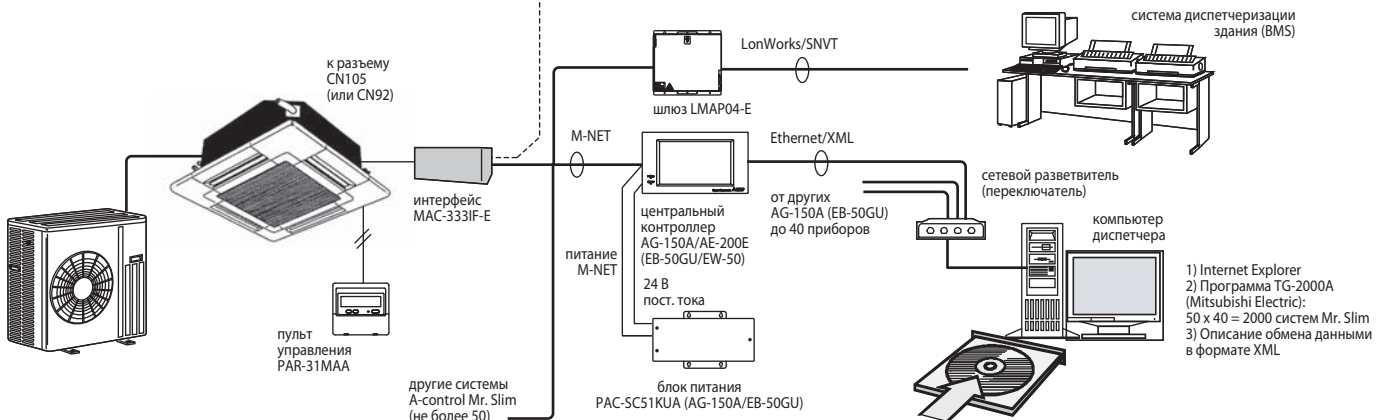 система диспетчеризации
здания (BMS)
LonWorks/SNVT
к разъему
CN105
(или CN92)
шлюз LMAP04-E
M-NET
Ethernet/XML
сетевой разветвитель
(переключатель)
интерфейс
MAC-333IF-E
центральный
контроллер
AG-150A/AE-200E
(EB-50GU/EW-50)
от других
AG-150A (EB-50GU)
до 40 приборов
компьютер
диспетчера
питание
M-NET
24 В
пост. тока
1) Internet Explorer
2) Программа TG-2000A
(Mitsubishi Electric):
50 x 40 = 2000 систем Mr. Slim
3) Описание обмена данными
в формате XML
пульт
управления
PAR-31MAA
другие системы
A-control Mr. Slim
(не более 50)
блок питания
PAC-SC51KUA (AG-150A/EB-50GU)